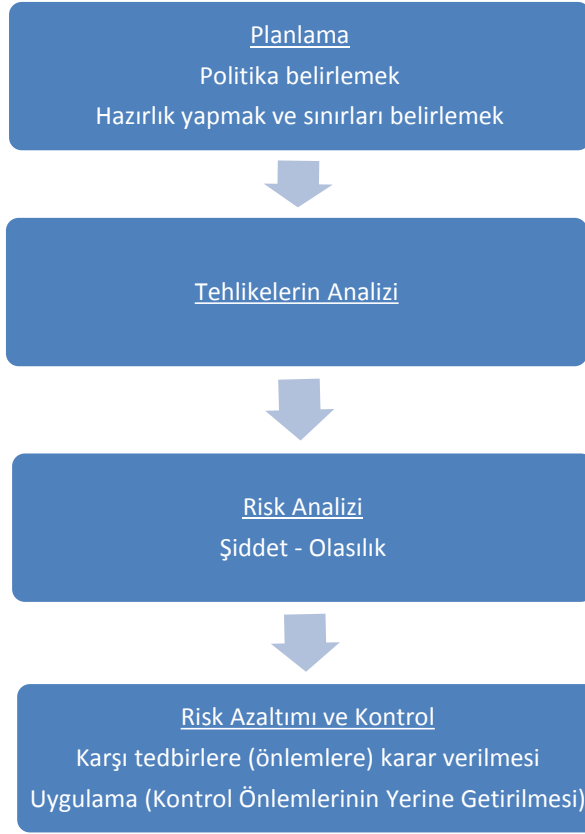 Planlama
Politika belirlemek
Hazırlık yapmak ve sınırları belirlemek
Tehlikelerin Analizi
Risk Analizi
Şiddet - Olasılık
Risk Azaltımı ve Kontrol
Karşı tedbirlere (önlemlere) karar verilmesi
Uygulama (Kontrol Önlemlerinin Yerine Getirilmesi)